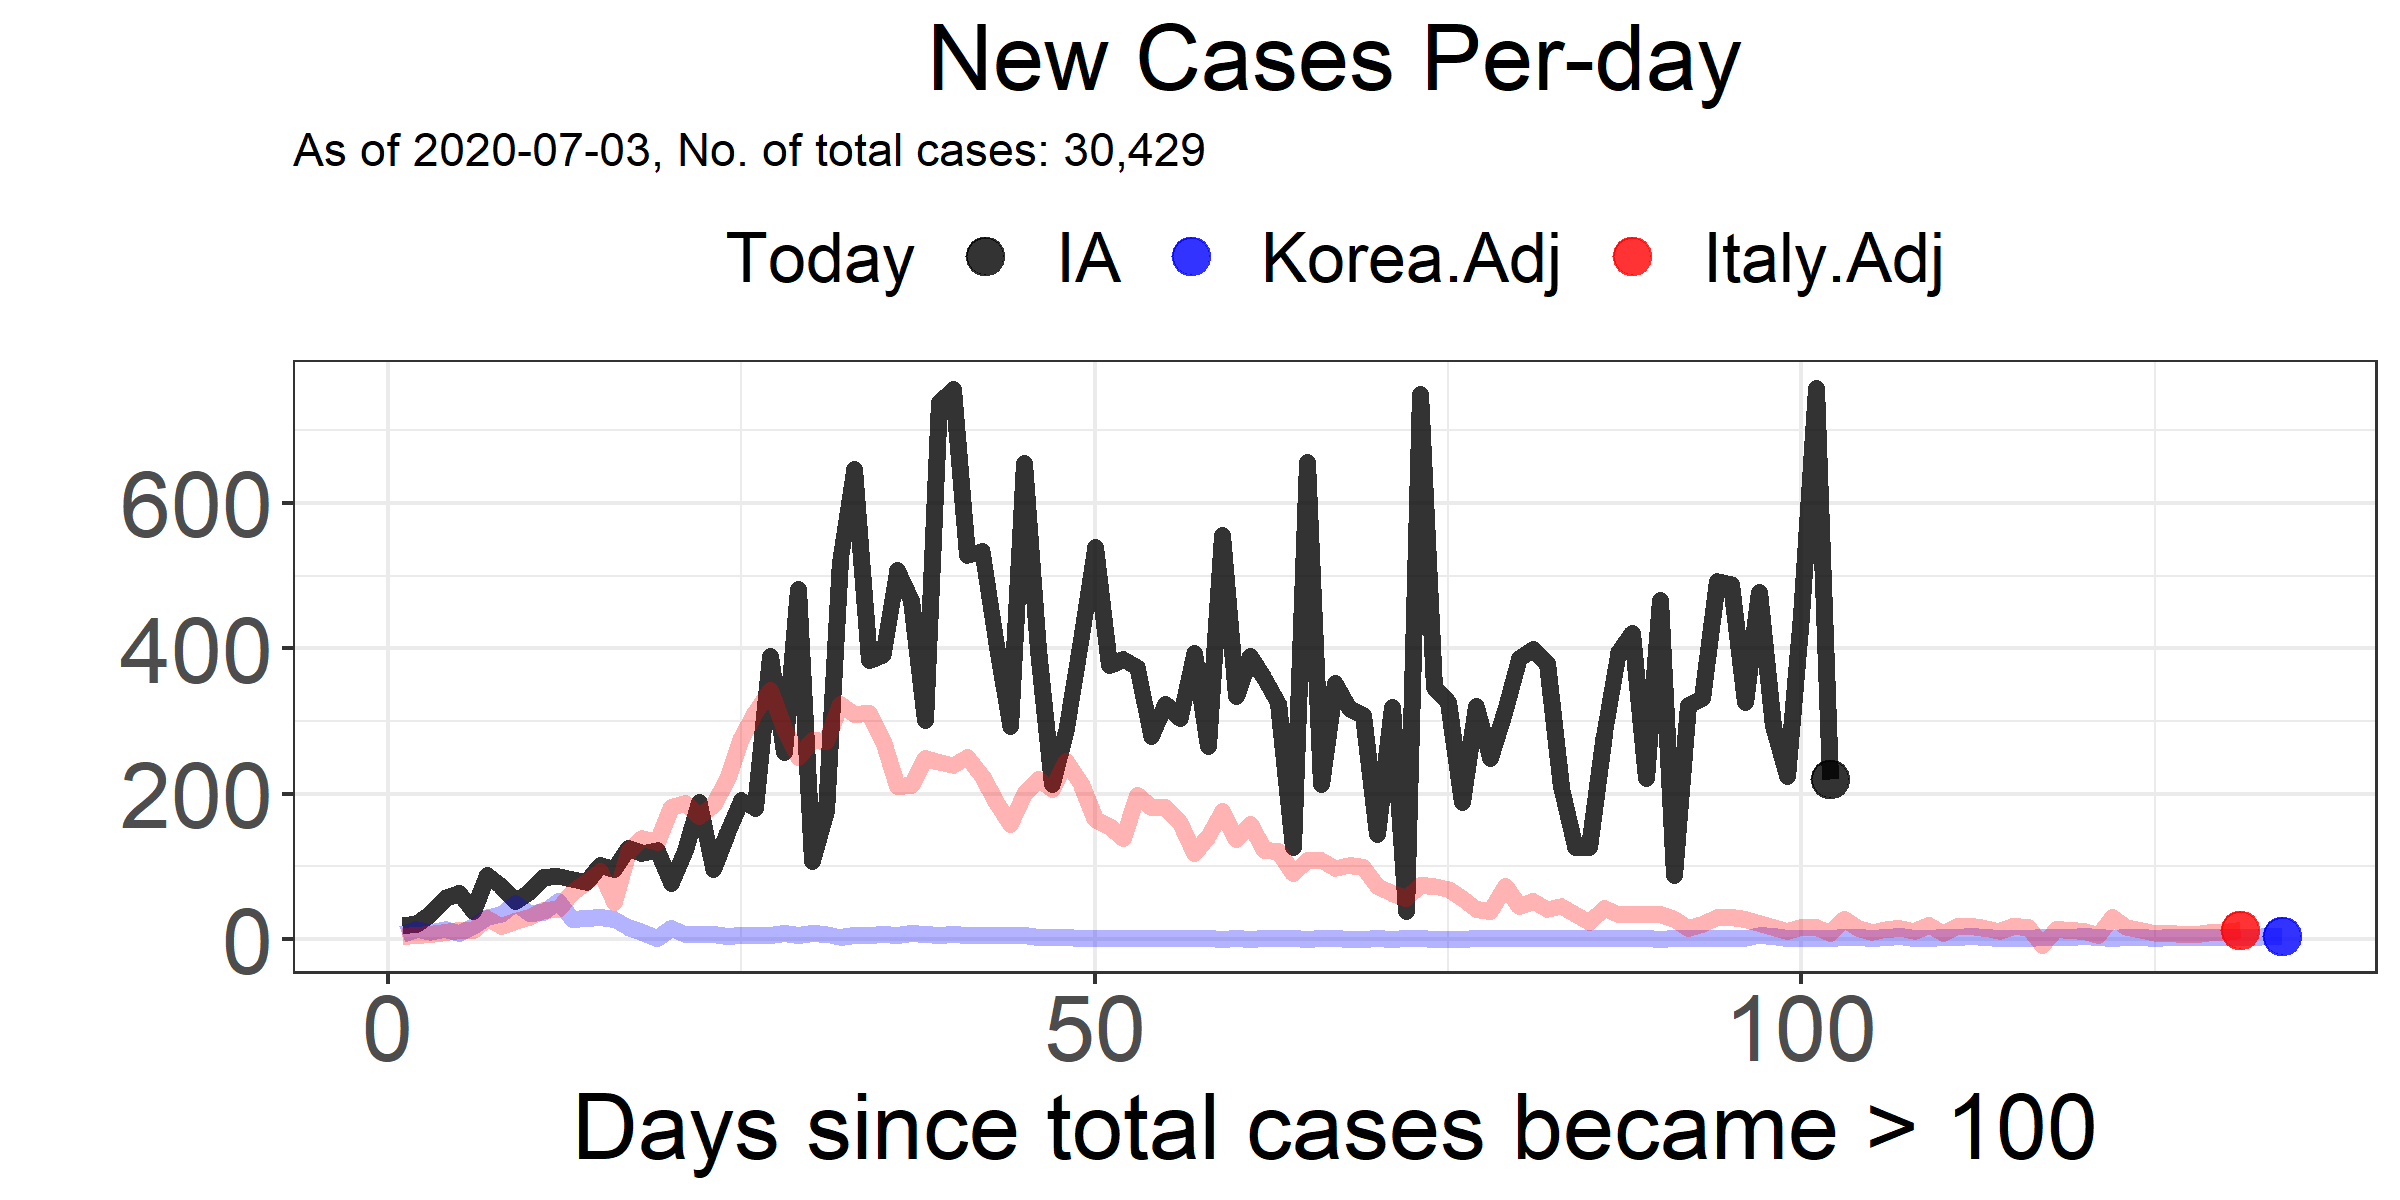 New Cases Per-day
As of 2020-07-03, No. of total cases: 30,429
Today IA Korea.Adj Italy.Adj
600
400
200
0
0 50 100
Days since total cases became > 100